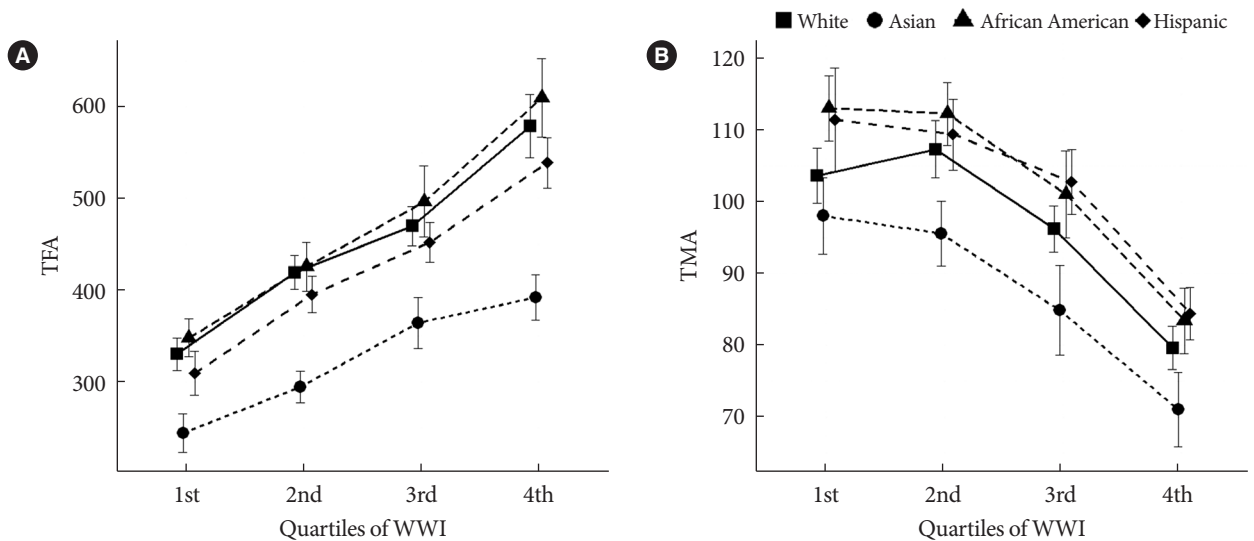 White Asian African American Hispanic
A
TFA
600
500
400
300
1st 2nd 3rd 4th
Quartiles of WWI
B
TMA
120
110
100
90
80
70
1st 2nd 3rd 4th
Quartiles of WWI